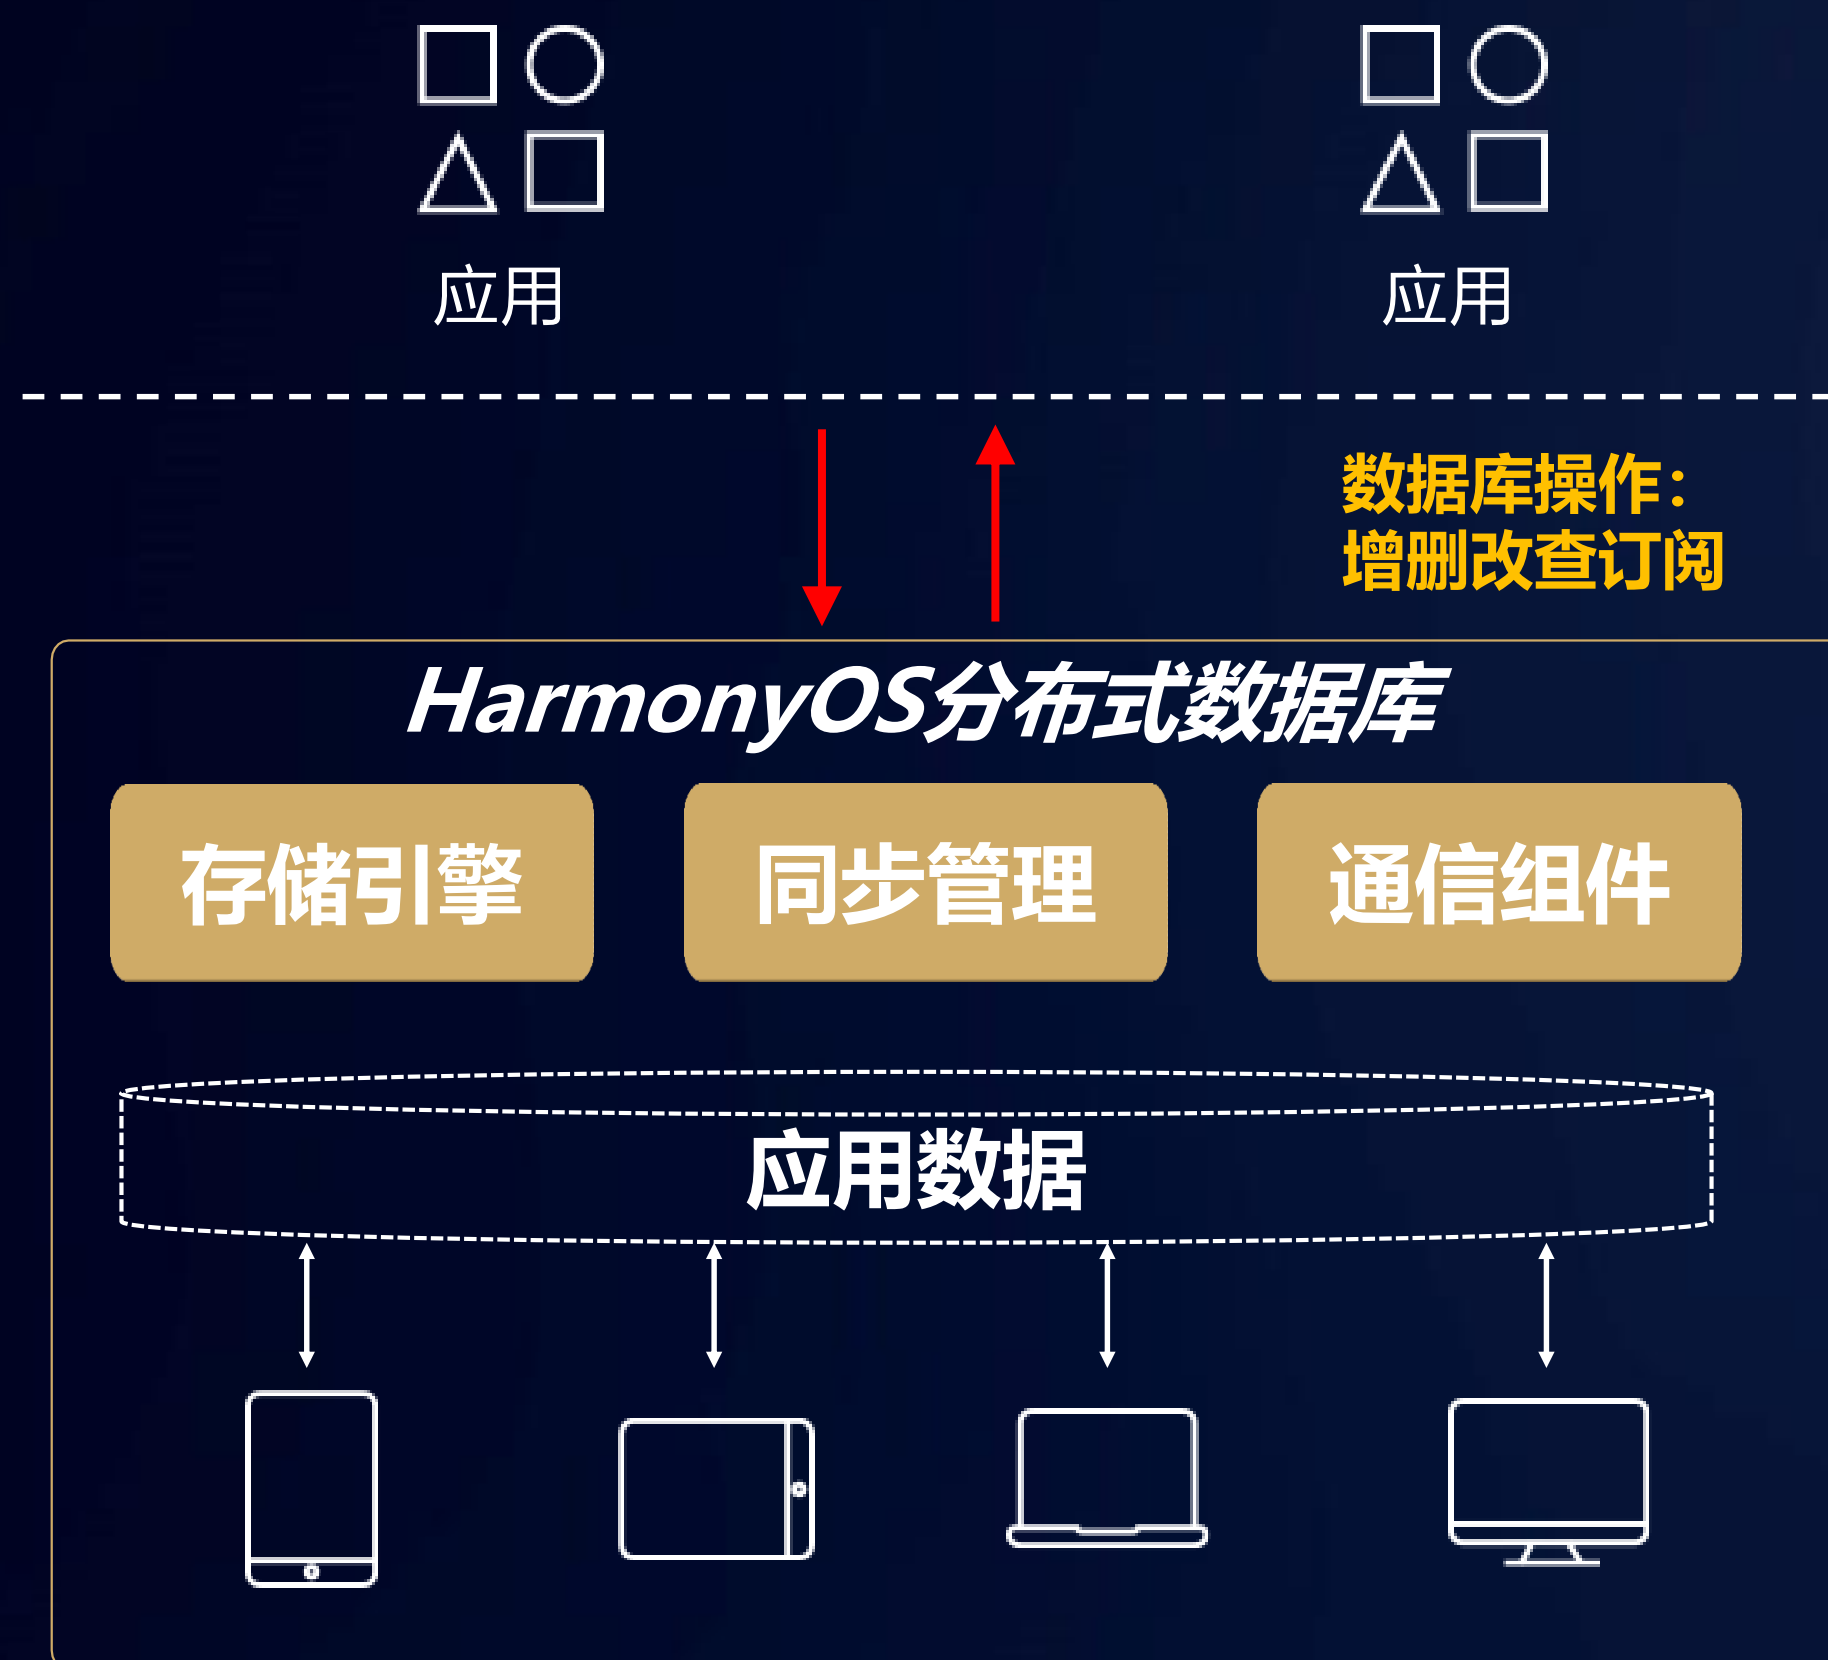 应用
应用
数据库操作：
增删改查订阅
HarmonyOS分布式数据库
存储引擎
同步管理
通信组件
应用数据